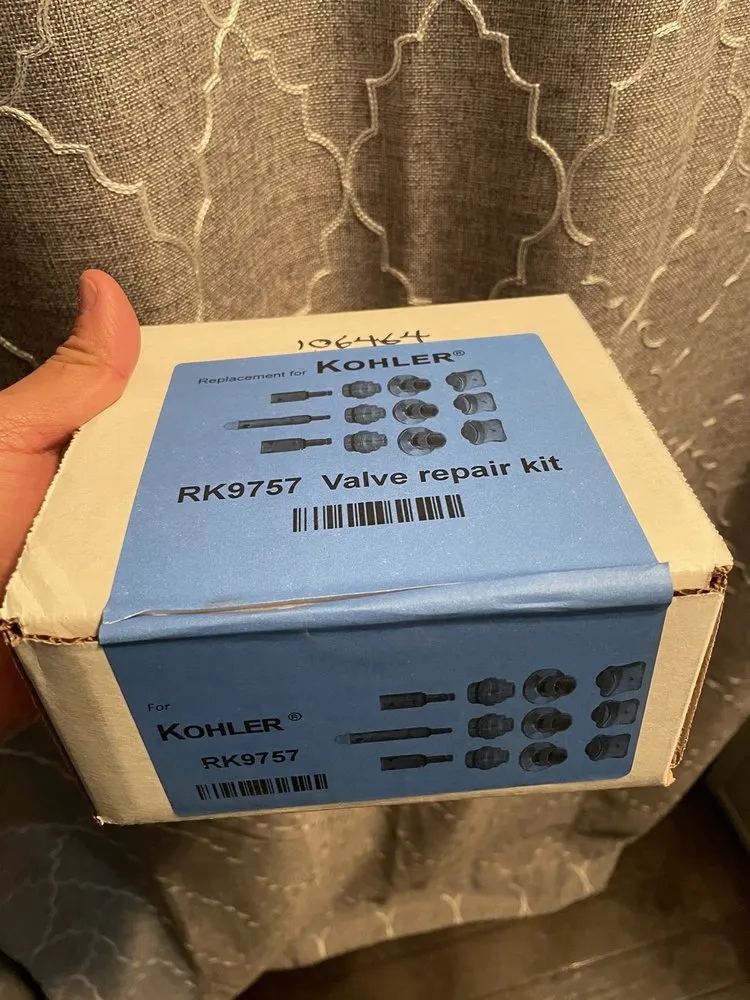 106464
Replacement for KOHLER®
RK9757 Valve repair kit
For
KOHLER®
RK9757